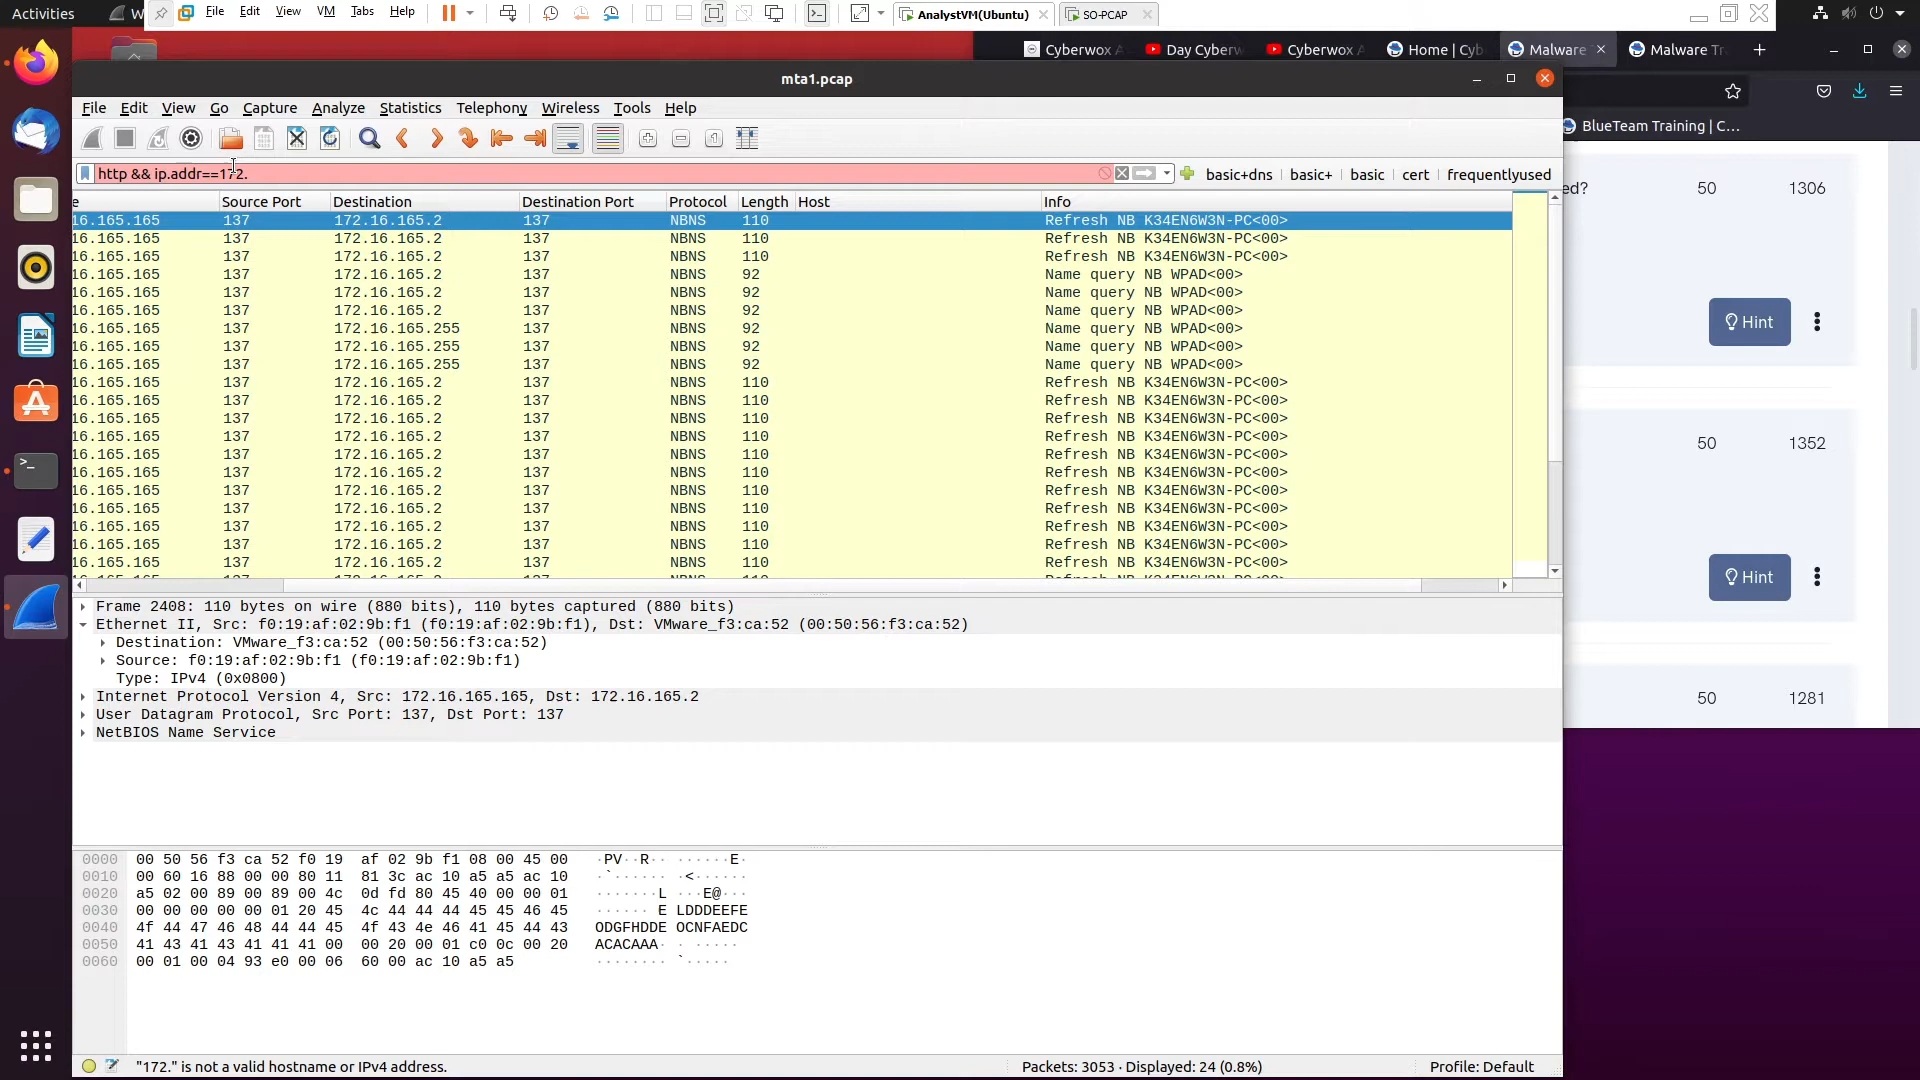 Activities
W
File Edit View VM Tabs Help
AnalystVM(Ubuntu)
SO-PCAP
Cyberwox
Day Cyberw
Cyberwox A
Home | Cyb
Malware
Malware Tr
BlueTeam Training | C…
mta1.pcap
File Edit View Go Capture Analyze Statistics Telephony Wireless Tools Help
http && ip.addr==172.
basic+dns | basic+ | basic | cert | frequentlyused
e Source Port Destination Destination Port Protocol Length Host Info
16.165.165 137 172.16.165.2 137 NBNS 110 Refresh NB K34EN6W3N-PC<00>
16.165.165 137 172.16.165.2 137 NBNS 110 Refresh NB K34EN6W3N-PC<00>
16.165.165 137 172.16.165.2 137 NBNS 110 Refresh NB K34EN6W3N-PC<00>
16.165.165 137 172.16.165.2 137 NBNS 92 Name query NB WPAD<00>
16.165.165 137 172.16.165.2 137 NBNS 92 Name query NB WPAD<00>
16.165.165 137 172.16.165.2 137 NBNS 92 Name query NB WPAD<00>
16.165.165 137 172.16.165.255 137 NBNS 92 Name query NB WPAD<00>
16.165.165 137 172.16.165.255 137 NBNS 92 Name query NB WPAD<00>
16.165.165 137 172.16.165.255 137 NBNS 92 Name query NB WPAD<00>
16.165.165 137 172.16.165.2 137 NBNS 110 Refresh NB K34EN6W3N-PC<00>
16.165.165 137 172.16.165.2 137 NBNS 110 Refresh NB K34EN6W3N-PC<00>
16.165.165 137 172.16.165.2 137 NBNS 110 Refresh NB K34EN6W3N-PC<00>
16.165.165 137 172.16.165.2 137 NBNS 110 Refresh NB K34EN6W3N-PC<00>
16.165.165 137 172.16.165.2 137 NBNS 110 Refresh NB K34EN6W3N-PC<00>
16.165.165 137 172.16.165.2 137 NBNS 110 Refresh NB K34EN6W3N-PC<00>
16.165.165 137 172.16.165.2 137 NBNS 110 Refresh NB K34EN6W3N-PC<00>
16.165.165 137 172.16.165.2 137 NBNS 110 Refresh NB K34EN6W3N-PC<00>
16.165.165 137 172.16.165.2 137 NBNS 110 Refresh NB K34EN6W3N-PC<00>
16.165.165 137 172.16.165.2 137 NBNS 110 Refresh NB K34EN6W3N-PC<00>
16.165.165 137 172.16.165.2 137 NBNS 110 Refresh NB K34EN6W3N-PC<00>
Frame 2408: 110 bytes on wire (880 bits), 110 bytes captured (880 bits)
Ethernet II, Src: f0:19:af:02:9b:f1 (f0:19:af:02:9b:f1), Dst: VMware_f3:ca:52 (00:50:56:f3:ca:52)
Destination: VMware_f3:ca:52 (00:50:56:f3:ca:52)
Source: f0:19:af:02:9b:f1 (f0:19:af:02:9b:f1)
Type: IPv4 (0x0800)
Internet Protocol Version 4, Src: 172.16.165.165, Dst: 172.16.165.2
User Datagram Protocol, Src Port: 137, Dst Port: 137
NetBIOS Name Service
0000 00 50 56 f3 ca 52 f0 19 af 02 9b f1 08 00 45 00 ·PV··R·· ······E·
0010 00 60 16 88 00 00 80 11 81 3c ac 10 a5 a5 ac 10 ·`······ ·<······
0020 a5 02 00 89 00 89 00 4c 0d fd 80 45 40 00 00 01 ·······L ···E@···
0030 00 00 00 00 00 01 20 45 4c 44 44 44 45 45 46 45 ······ E LDDDEEFE
0040 4f 44 47 46 48 44 44 45 4f 43 4e 46 41 45 44 43 ODGFHDDE OCNFAEDC
0050 41 43 41 43 41 41 41 00 00 20 00 01 c0 0c 00 20 ACACAAA· · ·····
0060 00 01 00 04 93 e0 00 06 60 00 ac 10 a5 a5 ········ `·····
"172." is not a valid hostname or IPv4 address.
Packets: 3053 · Displayed: 24 (0.8%)
Profile: Default
ed? 50 1306
Hint
50 1352
Hint
50 1281